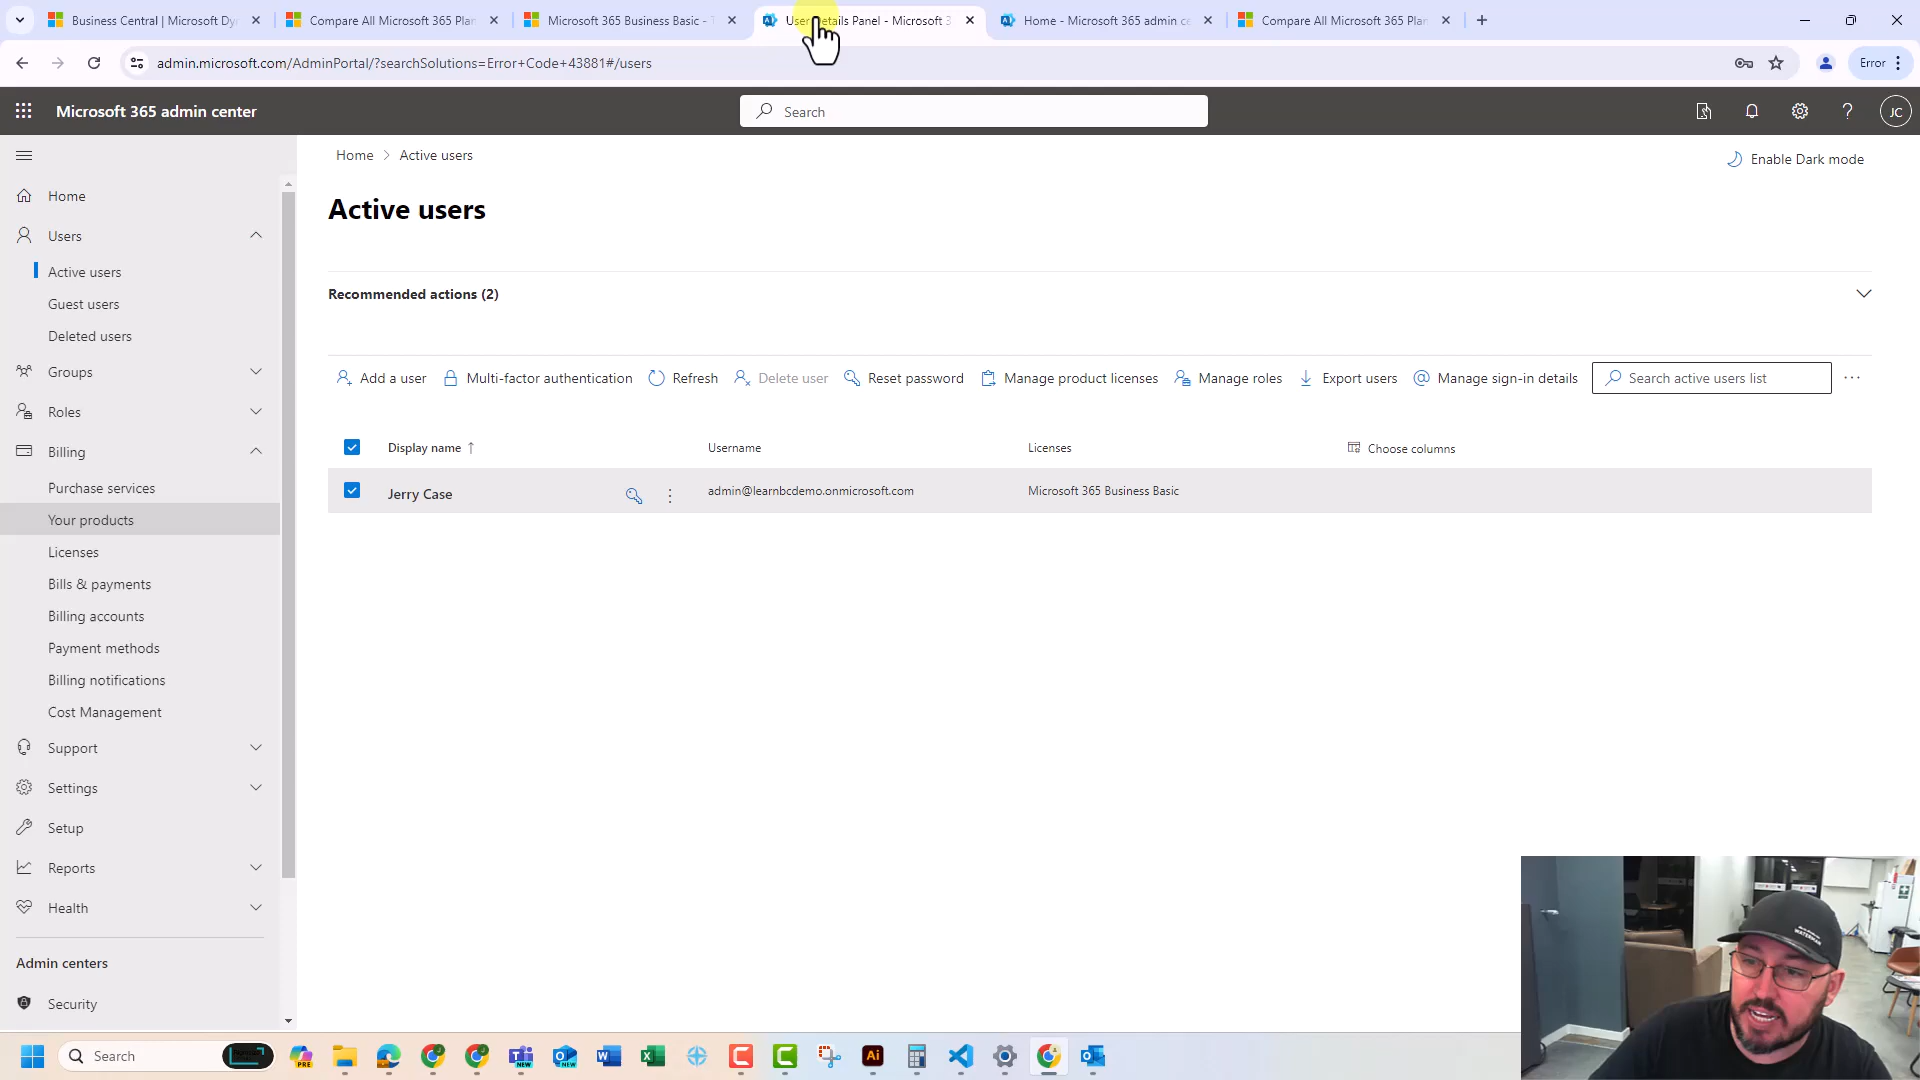 Business Central | Microsoft Dy
Compare All Microsoft 365 Plan
Microsoft 365 Business Basic - T
User Details Panel - Microsoft 3
Home - Microsoft 365 admin ce
Compare All Microsoft 365 Plan
admin.microsoft.com/AdminPortal/?searchSolutions=Error+Code+43881#/users
Error
Microsoft 365 admin center
Search
JC
Home > Active users
Enable Dark mode
Active users
Recommended actions (2)
Add a user
Multi-factor authentication
Refresh
Delete user
Reset password
Manage product licenses
Manage roles
Export users
Manage sign-in details
Search active users list
Display name ↑
Username
Licenses
Choose columns
Jerry Case
admin@learnbcdemo.onmicrosoft.com
Microsoft 365 Business Basic
Home
Users
Active users
Guest users
Deleted users
Groups
Roles
Billing
Purchase services
Your products
Licenses
Bills & payments
Billing accounts
Payment methods
Billing notifications
Cost Management
Support
Settings
Setup
Reports
Health
Admin centers
Security
WATERMAN
Search
PRE
NEW
NEW
Ai